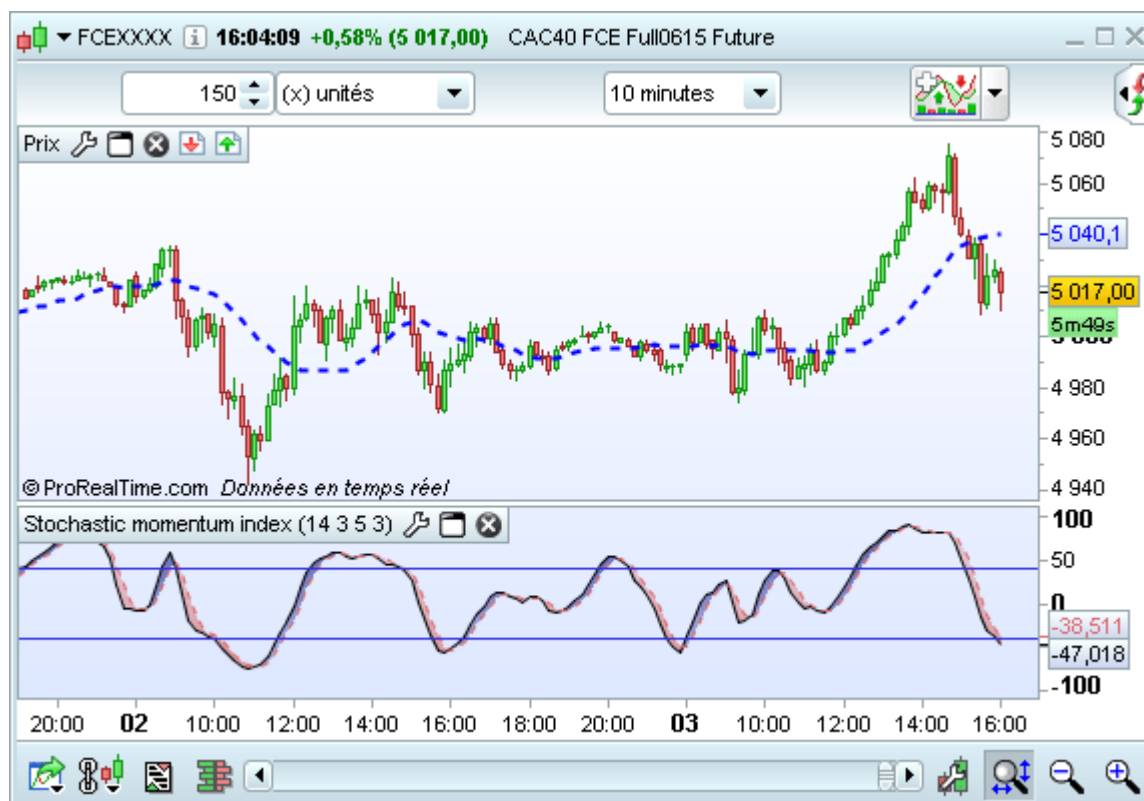 FCEXXXX 16:04:09 +0,58% (5 017,00) CAC40 FCE Full0615 Future
150 (x) unités 10 minutes
Prix
5 080
5 060
5 040,1
5 017,00
5m49s
4 980
4 960
4 940
© ProRealTime.com Données en temps réel
Stochastic momentum index (14 3 5 3)
100
50
0
-38,511
-47,018
-100
20:00 02 10:00 12:00 14:00 16:00 18:00 20:00 03 10:00 12:00 14:00 16:00